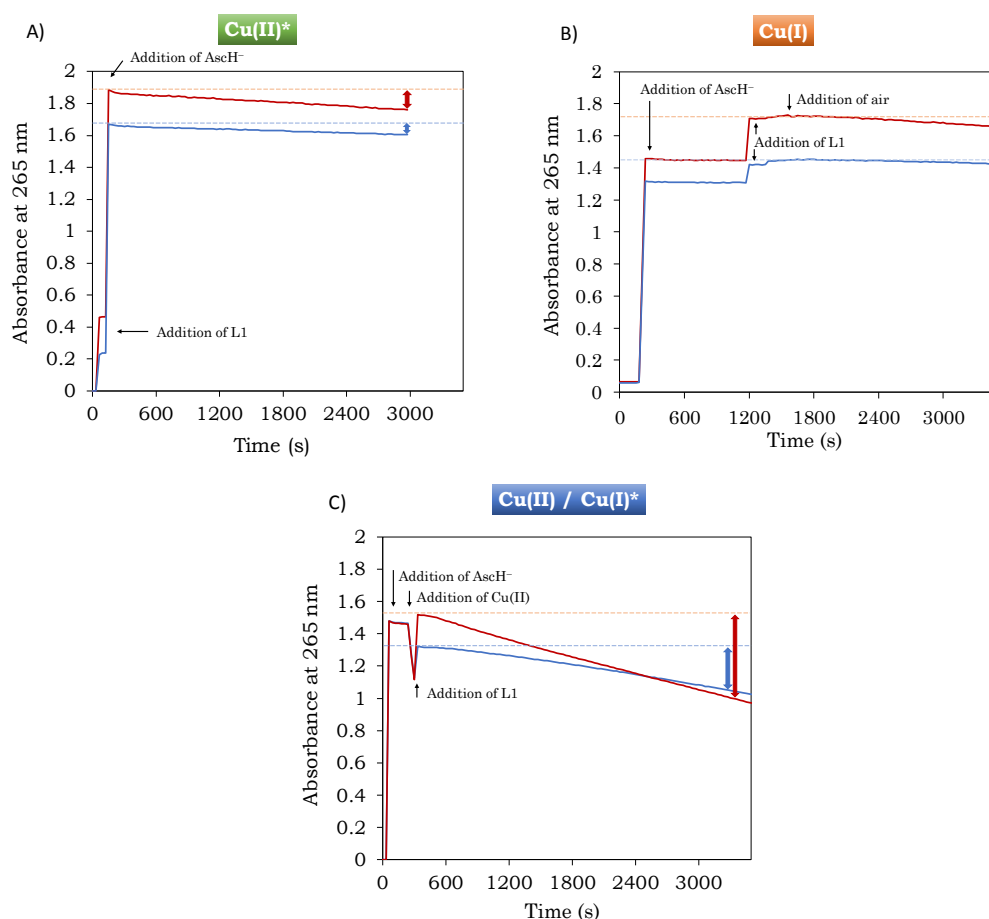 A)
Cu(II)*
Addition of AscH⁻
Absorbance at 265 nm
2
1.8
1.6
1.4
1.2
1
0.8
0.6
0.4
0.2
0
Addition of L1
0 600 1200 1800 2400 3000
Time (s)
B)
Cu(I)
Addition of AscH⁻
Addition of air
Addition of L1
Absorbance at 265 nm
2
1.8
1.6
1.4
1.2
1
0.8
0.6
0.4
0.2
0
0 600 1200 1800 2400 3000
Time (s)
C)
Cu(II) / Cu(I)*
Addition of AscH⁻
Addition of Cu(II)
Addition of L1
Absorbance at 265 nm
2
1.8
1.6
1.4
1.2
1
0.8
0.6
0.4
0.2
0
0 600 1200 1800 2400 3000
Time (s)